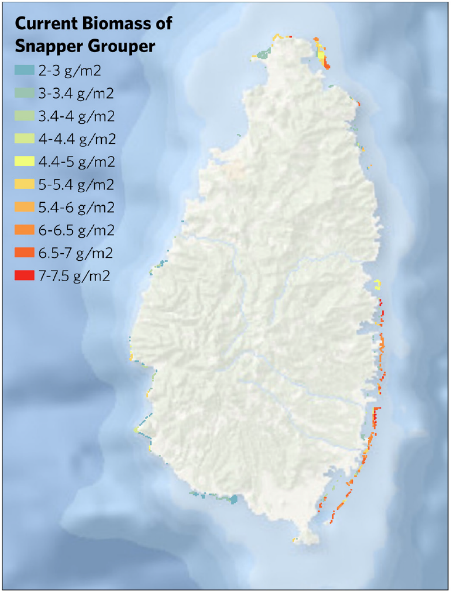 Current Biomass of
Snapper Grouper
2-3 g/m2
3-3.4 g/m2
3.4-4 g/m2
4-4.4 g/m2
4.4-5 g/m2
5-5.4 g/m2
5.4-6 g/m2
6-6.5 g/m2
6.5-7 g/m2
7-7.5 g/m2